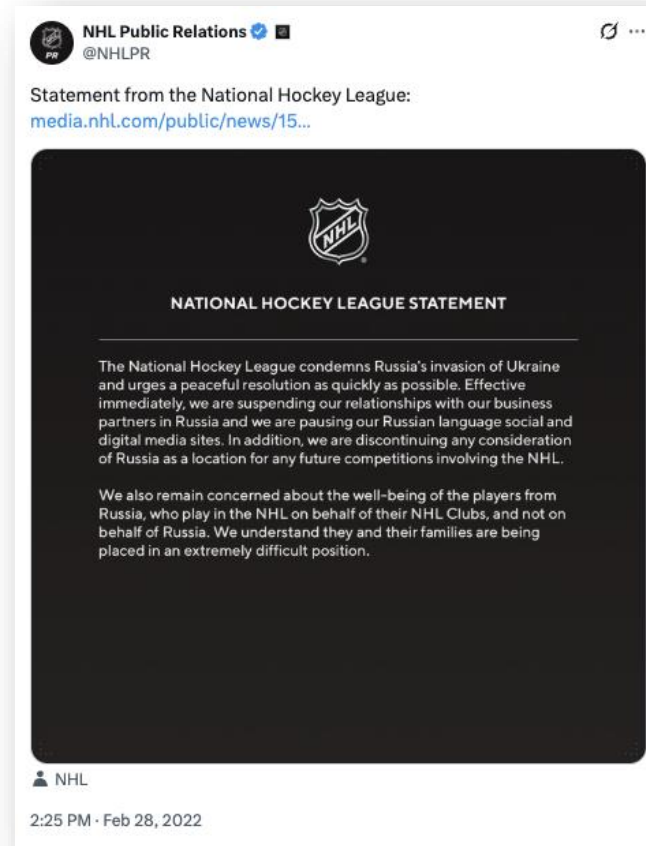 NHL Public Relations
@NHLPR
PR
Statement from the National Hockey League:
media.nhl.com/public/news/15...
NHL
NATIONAL HOCKEY LEAGUE STATEMENT
The National Hockey League condemns Russia's invasion of Ukraine
and urges a peaceful resolution as quickly as possible. Effective
immediately, we are suspending our relationships with our business
partners in Russia and we are pausing our Russian language social and
digital media sites. In addition, we are discontinuing any consideration
of Russia as a location for any future competitions involving the NHL.
We also remain concerned about the well-being of the players from
Russia, who play in the NHL on behalf of their NHL Clubs, and not on
behalf of Russia. We understand they and their families are being
placed in an extremely difficult position.
NHL
2:25 PM · Feb 28, 2022